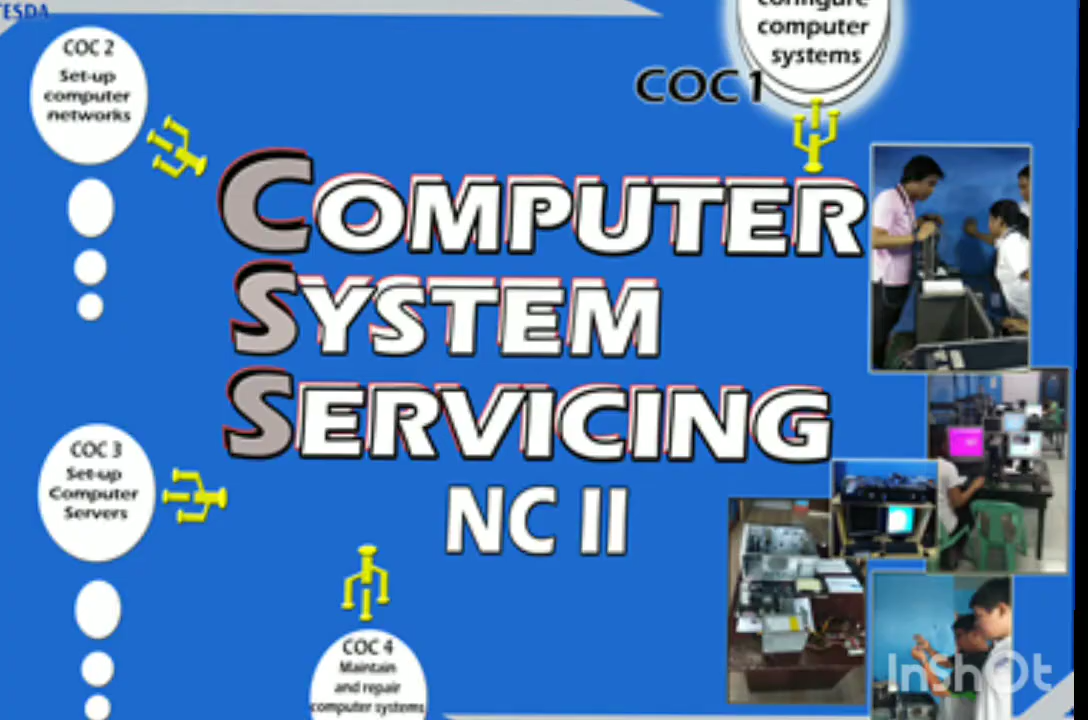 TESDA
configure
computer
systems
COC 1
COC 2
Set-up
computer
networks
COMPUTER
SYSTEM
SERVICING
NC II
COC 3
Set-up
Computer
Servers
COC 4
Maintain
and repair
computer systems
InShOt